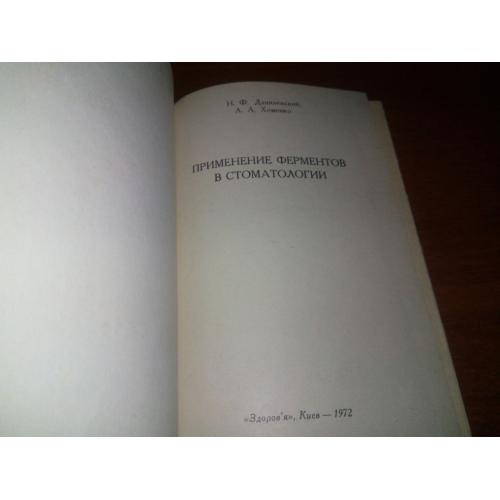 Н. Ф. Данилевский,
А. А. Хоменко
ПРИМЕНЕНИЕ ФЕРМЕНТОВ
В СТОМАТОЛОГИИ
«Здоров'я», Киев — 1972